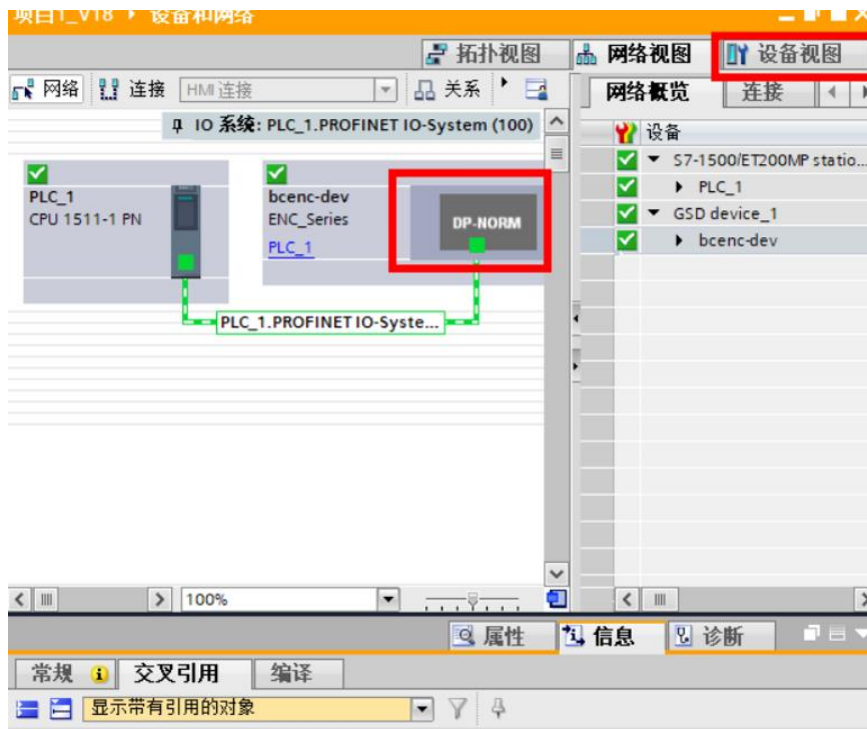 项目1_V18 ▸ 设备和网络
拓扑视图 网络视图 设备视图
网络 连接 HMI 连接 关系 网络概览 连接
IO 系统: PLC_1.PROFINET IO-System (100)
设备
S7-1500/ET200MP statio...
PLC_1
GSD device_1
bcenc-dev
PLC_1
CPU 1511-1 PN
bcenc-dev
ENC_Series
PLC_1
DP-NORM
PLC_1.PROFINET IO-Syste...
100%
属性 信息 诊断
常规 交叉引用 编译
显示带有引用的对象